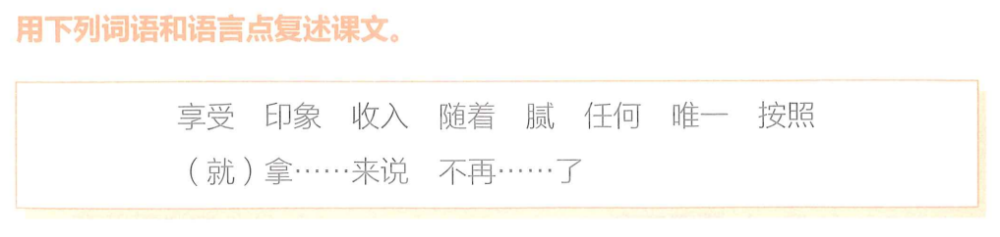 用下列词语和语言点复述课文。
享受 印象 收入 随着 腻 任何 唯一 按照
（就）拿……来说 不再……了